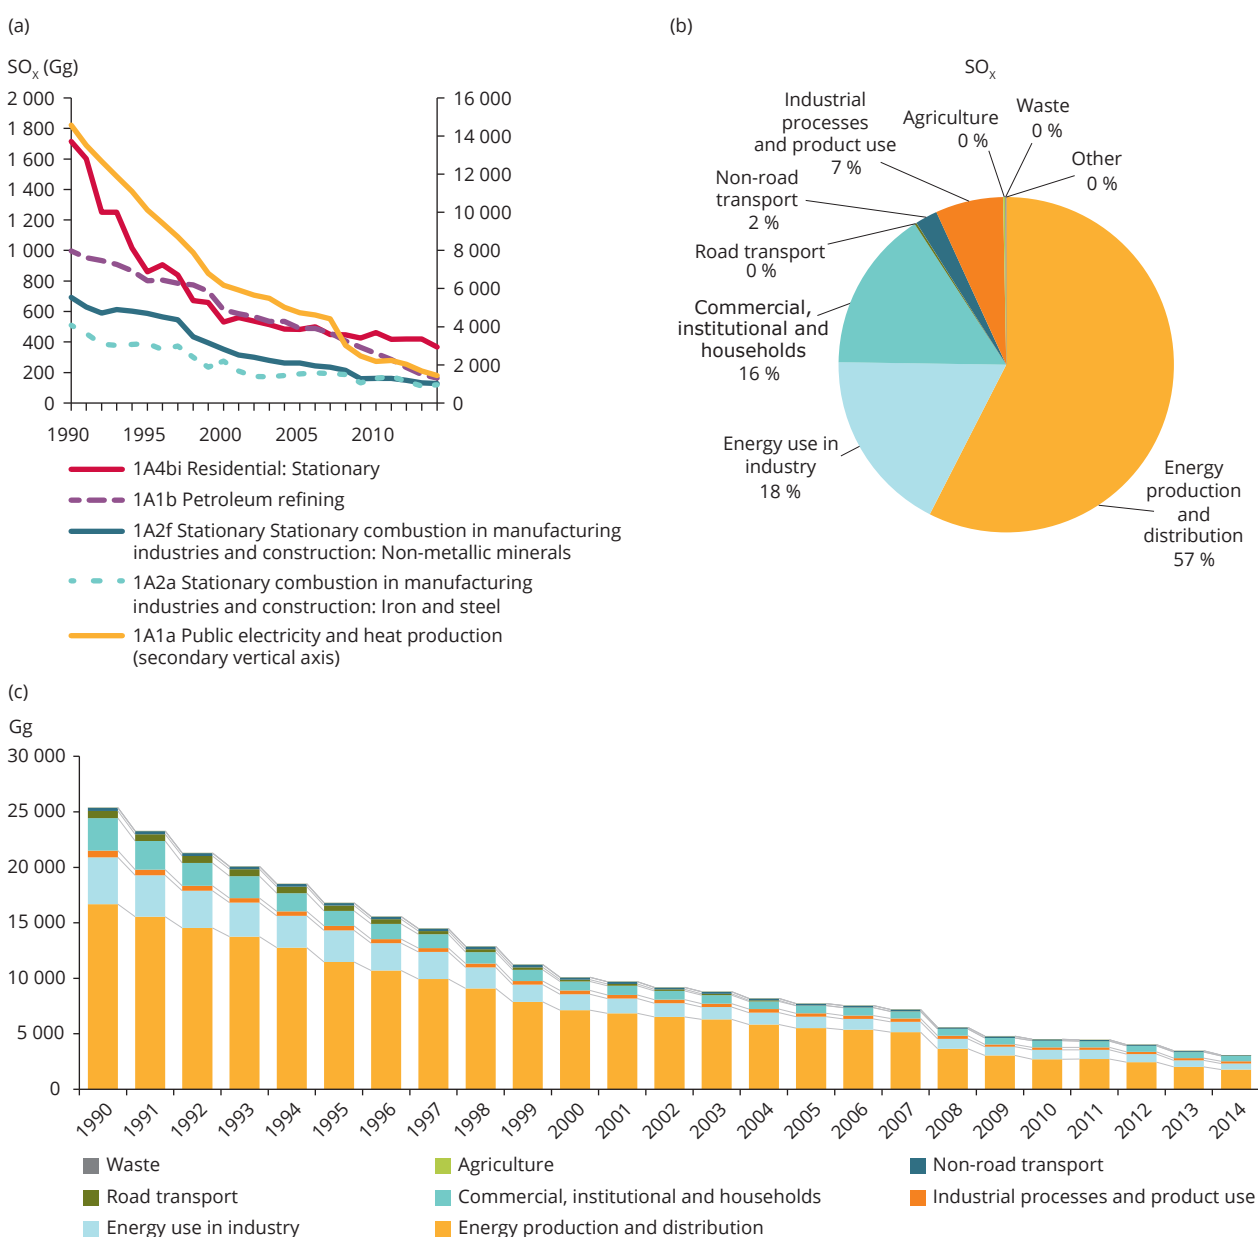 (a)
SOx (Gg)
2 000
1 800
1 600
1 400
1 200
1 000
800
600
400
200
0
16 000
14 000
12 000
10 000
8 000
6 000
4 000
2 000
0
1990 1995 2000 2005 2010
1A4bi Residential: Stationary
1A1b Petroleum refining
1A2f Stationary Stationary combustion in manufacturing
industries and construction: Non-metallic minerals
1A2a Stationary combustion in manufacturing
industries and construction: Iron and steel
1A1a Public electricity and heat production
(secondary vertical axis)
(b)
SOx
Industrial
processes
and product use
7 %
Agriculture
0 %
Waste
0 %
Other
0 %
Non-road
transport
2 %
Road transport
0 %
Commercial,
institutional and
households
16 %
Energy use in
industry
18 %
Energy
production
and
distribution
57 %
(c)
Gg
30 000
25 000
20 000
15 000
10 000
5 000
0
1990 1991 1992 1993 1994 1995 1996 1997 1998 1999 2000 2001 2002 2003 2004 2005 2006 2007 2008 2009 2010 2011 2012 2013 2014
Waste Agriculture Non-road transport
Road transport Commercial, institutional and households Industrial processes and product use
Energy use in industry Energy production and distribution